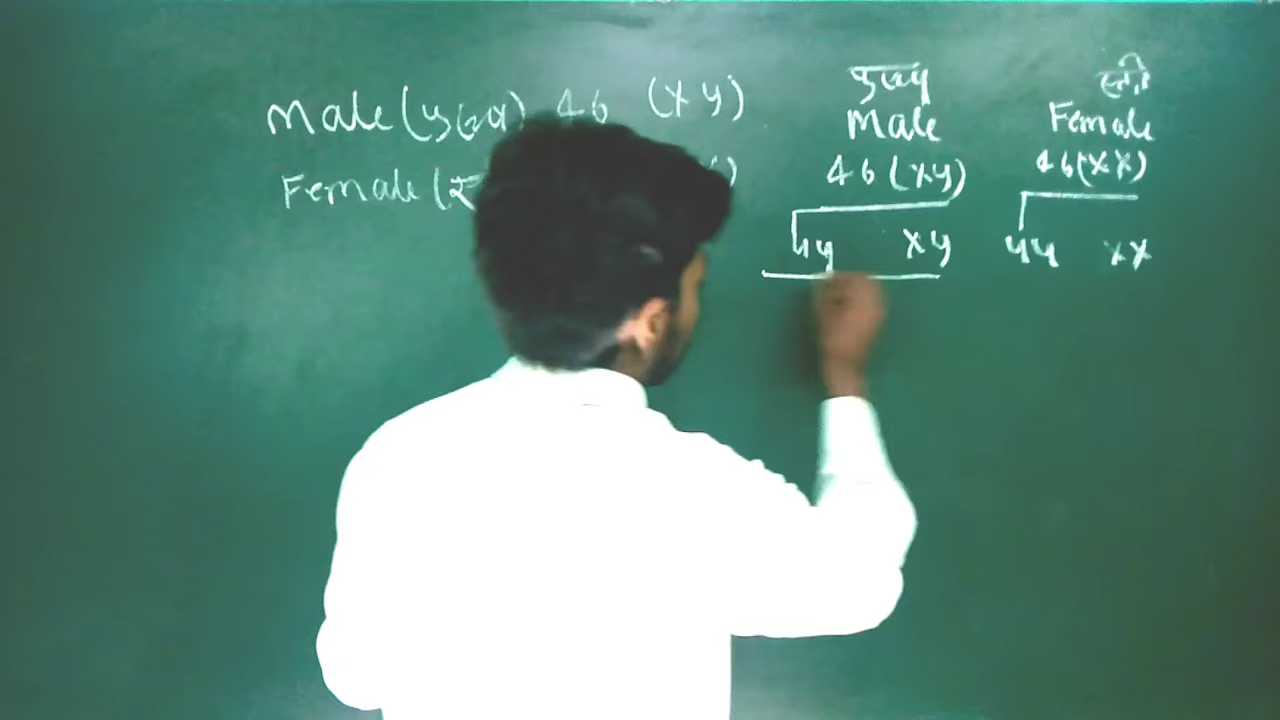 Male (पुरुष) 46 (XY)
Female (
पुरुष
Male
46 (XY)
44 XY
स्त्री
Female
46 (XX)
44 XX